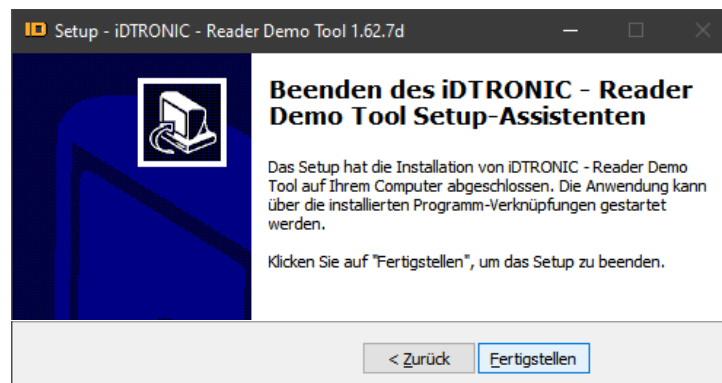 ID Setup - iDTRONIC - Reader Demo Tool 1.62.7d
Beenden des iDTRONIC - Reader
Demo Tool Setup-Assistenten
Das Setup hat die Installation von iDTRONIC - Reader Demo
Tool auf Ihrem Computer abgeschlossen. Die Anwendung kann
über die installierten Programm-Verknüpfungen gestartet
werden.
Klicken Sie auf "Fertigstellen", um das Setup zu beenden.
< Zurück Fertigstellen